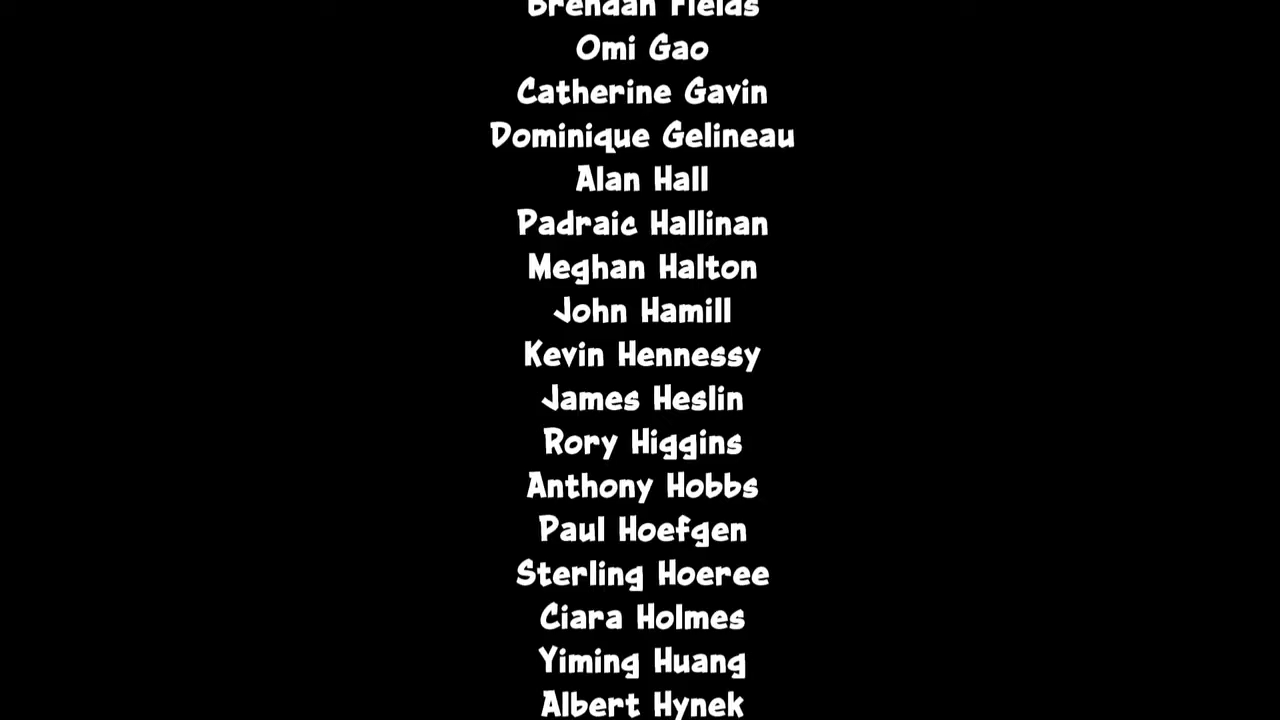 Brendan Fields
Omi Gao
Catherine Gavin
Dominique Gelineau
Alan Hall
Padraic Hallinan
Meghan Halton
John Hamill
Kevin Hennessy
James Heslin
Rory Higgins
Anthony Hobbs
Paul Hoefgen
Sterling Hoeree
Ciara Holmes
Yiming Huang
Albert Hynek